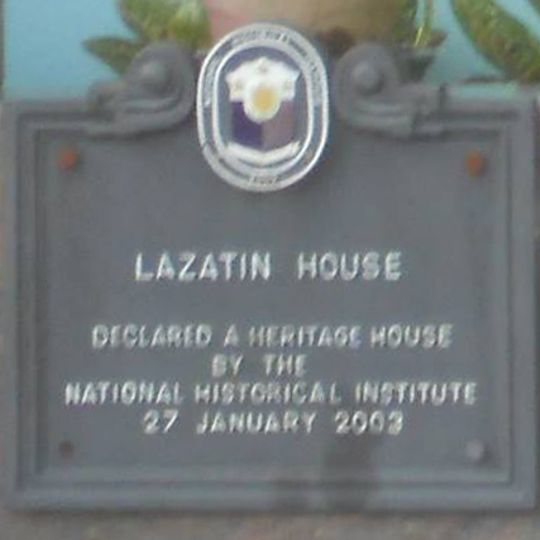 LAZATIN HOUSE
DECLARED A HERITAGE HOUSE
BY THE
NATIONAL HISTORICAL INSTITUTE
27 JANUARY 2003